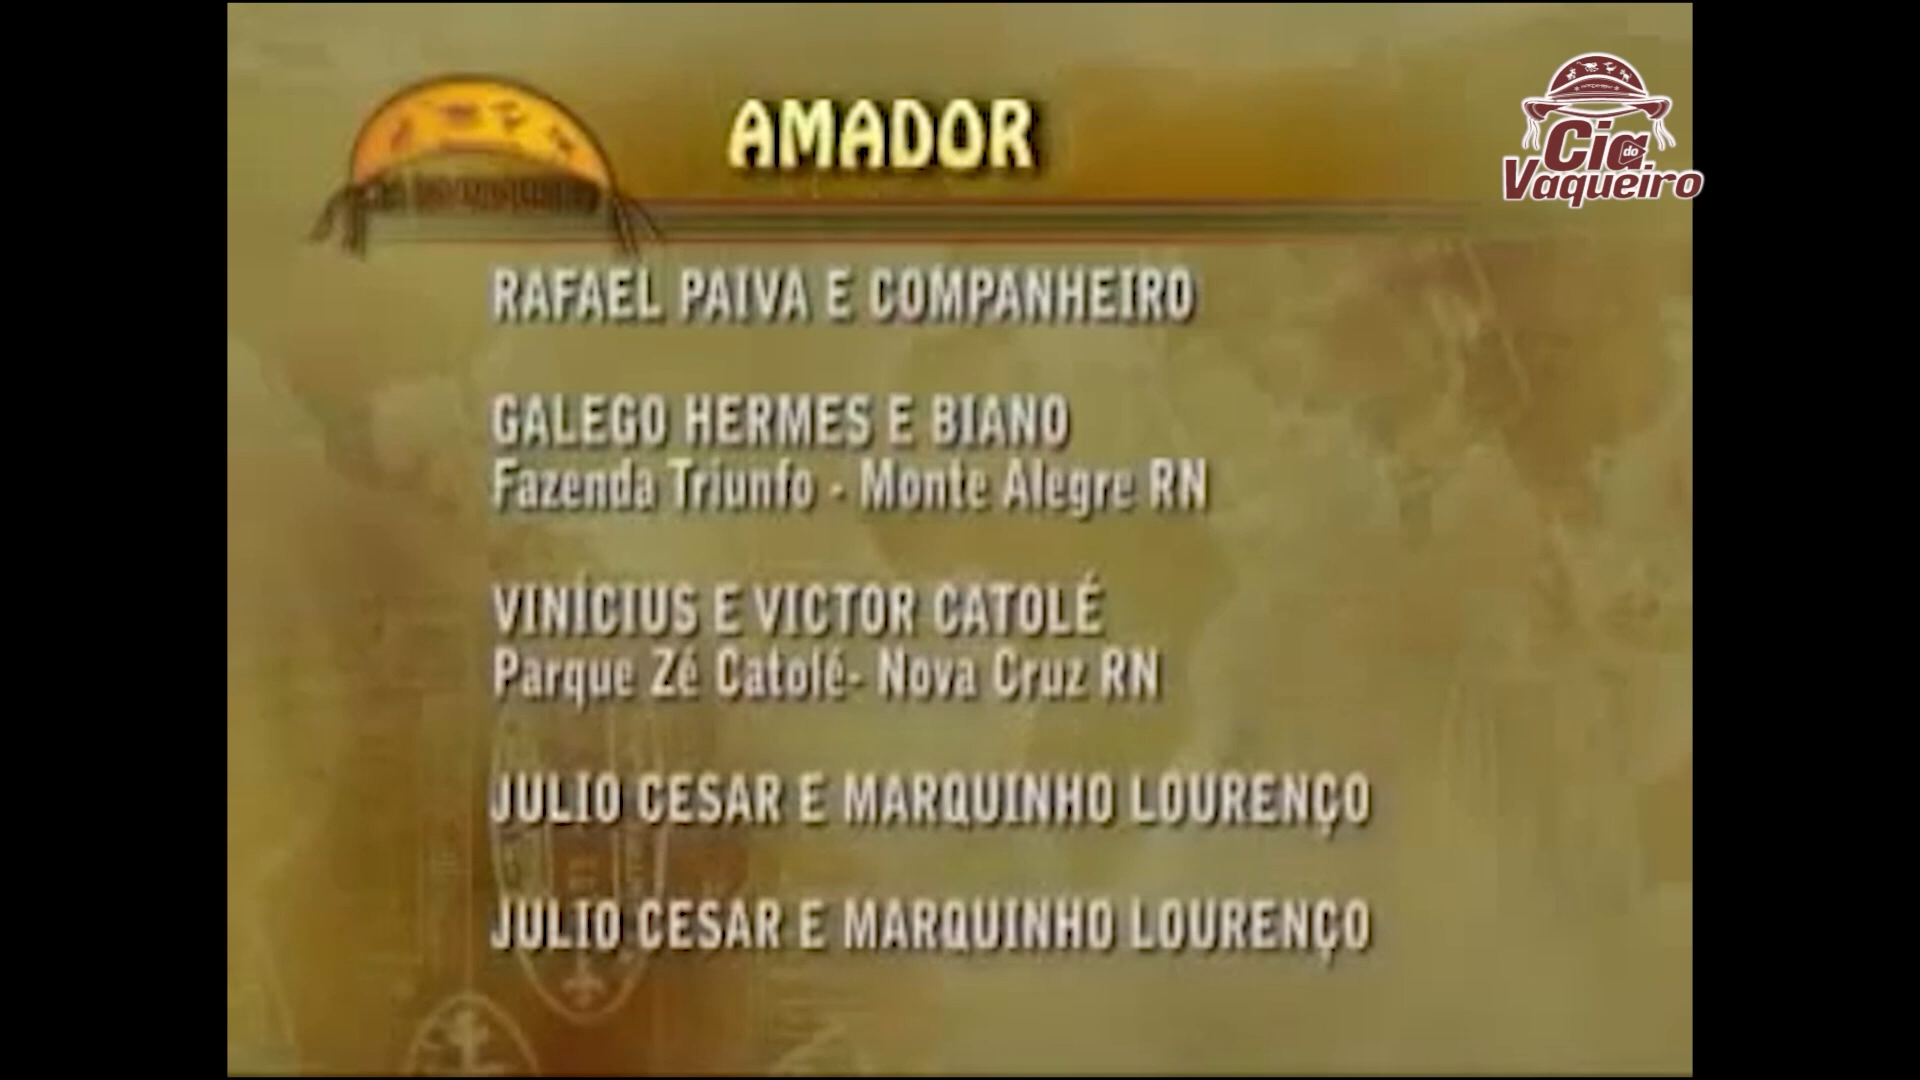 AMADOR
Cia do
Vaqueiro
RAFAEL PAIVA E COMPANHEIRO
GALEGO HERMES E BIANO
Fazenda Triunfo - Monte Alegre RN
VINÍCIUS E VICTOR CATOLÉ
Parque Zé Catolé- Nova Cruz RN
JULIO CESAR E MARQUINHO LOURENÇO
JULIO CESAR E MARQUINHO LOURENÇO